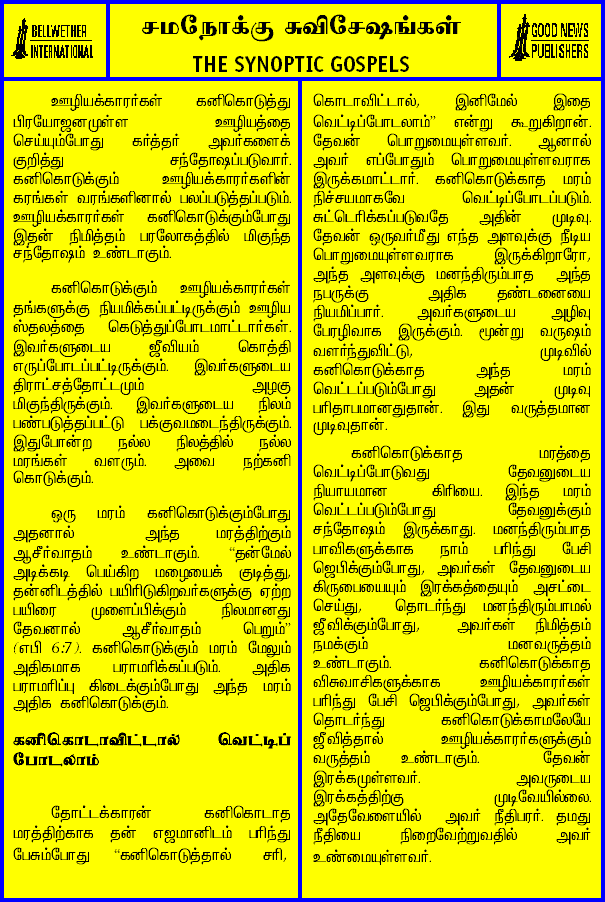 BELLWETHER
INTERNATIONAL
சமநோக்கு சுவிசேஷங்கள்
THE SYNOPTIC GOSPELS
GOOD NEWS
PUBLISHERS
ஊழியக்காரர்கள் கனிகொடுத்து
பிரயோஜனமுள்ள ஊழியத்தை
செய்யும்போது கர்த்தர் அவர்களைக்
குறித்து சந்தோஷப்படுவார்.
கனிகொடுக்கும் ஊழியக்காரர்களின்
கரங்கள் வரங்களினால் பலப்படுத்தப்படும்.
ஊழியக்காரர்கள் கனிகொடுக்கும்போது
இதன் நிமித்தம் பரலோகத்தில் மிகுந்த
சந்தோஷம் உண்டாகும்.
கனிகொடுக்கும் ஊழியக்காரர்கள்
தங்களுக்கு நியமிக்கப்பட்டிருக்கும் ஊழிய
ஸ்தலத்தை கெடுத்துப்போடமாட்டார்கள்.
இவர்களுடைய ஜீவியம் கொத்தி
எருப்போடப்பட்டிருக்கும். இவர்களுடைய
திராட்சத்தோட்டமும் அழகு
மிகுந்திருக்கும். இவர்களுடைய நிலம்
பண்படுத்தப்பட்டு பக்குவமடைந்திருக்கும்.
இதுபோன்ற நல்ல நிலத்தில் நல்ல
மரங்கள் வளரும். அவை நற்கனி
கொடுக்கும்.
ஒரு மரம் கனிகொடுக்கும்போது
அதனால் அந்த மரத்திற்கும்
ஆசீர்வாதம் உண்டாகும். “தன்மேல்
அடிக்கடி பெய்கிற மழையைக் குடித்து,
தன்னிடத்தில் பயிரிடுகிறவர்களுக்கு ஏற்ற
பயிரை முளைப்பிக்கும் நிலமானது
தேவனால் ஆசீர்வாதம் பெறும்”
(எபி 6:7). கனிகொடுக்கும் மரம் மேலும்
அதிகமாக பராமரிக்கப்படும். அதிக
பராமரிப்பு கிடைக்கும்போது அந்த மரம்
அதிக கனிகொடுக்கும்.
கனிகொடாவிட்டால் வெட்டிப்
போடலாம்
தோட்டக்காரன் கனிகொடாத
மரத்திற்காக தன் எஜமானிடம் பரிந்து
பேசும்போது “கனிகொடுத்தால் சரி,
கொடாவிட்டால், இனிமேல் இதை
வெட்டிப்போடலாம்” என்று கூறுகிறான்.
தேவன் பொறுமையுள்ளவர். ஆனால்
அவர் எப்போதும் பொறுமையுள்ளவராக
இருக்கமாட்டார். கனிகொடுக்காத மரம்
நிச்சயமாகவே வெட்டிப்போடப்படும்.
சுட்டெரிக்கப்படுவதே அதின் முடிவு.
தேவன் ஒருவர்மீது எந்த அளவுக்கு நீடிய
பொறுமையுள்ளவராக இருக்கிறாரோ,
அந்த அளவுக்கு மனந்திரும்பாத அந்த
நபருக்கு அதிக தண்டனையை
நியமிப்பார். அவர்களுடைய அழிவு
பேரழிவாக இருக்கும். மூன்று வருஷம்
வளர்ந்துவிட்டு, முடிவில்
கனிகொடுக்காத அந்த மரம்
வெட்டப்படும்போது அதன் முடிவு
பரிதாபமானதுதான். இது வருத்தமான
முடிவுதான்.
கனிகொடுக்காத மரத்தை
வெட்டிப்போடுவது தேவனுடைய
நியாயமான கிரியை. இந்த மரம்
வெட்டப்படும்போது தேவனுக்கும்
சந்தோஷம் இருக்காது. மனந்திரும்பாத
பாவிகளுக்காக நாம் பரிந்து பேசி
ஜெபிக்கும்போது, அவர்கள் தேவனுடைய
கிருபையையும் இரக்கத்தையும் அசட்டை
செய்து, தொடர்ந்து மனந்திரும்பாமல்
ஜீவிக்கும்போது, அவர்கள் நிமித்தம்
நமக்கும் மனவருத்தம்
உண்டாகும். கனிகொடுக்காத
விசுவாசிகளுக்காக ஊழியக்காரர்கள்
பரிந்து பேசி ஜெபிக்கும்போது, அவர்கள்
தொடர்ந்து கனிகொடுக்காமலேயே
ஜீவித்தால் ஊழியக்காரர்களுக்கும்
வருத்தம் உண்டாகும். தேவன்
இரக்கமுள்ளவர். அவருடைய
இரக்கத்திற்கு முடிவேயில்லை.
அதேவேளையில் அவர் நீதிபரர். தமது
நீதியை நிறைவேற்றுவதில் அவர்
உண்மையுள்ளவர்.